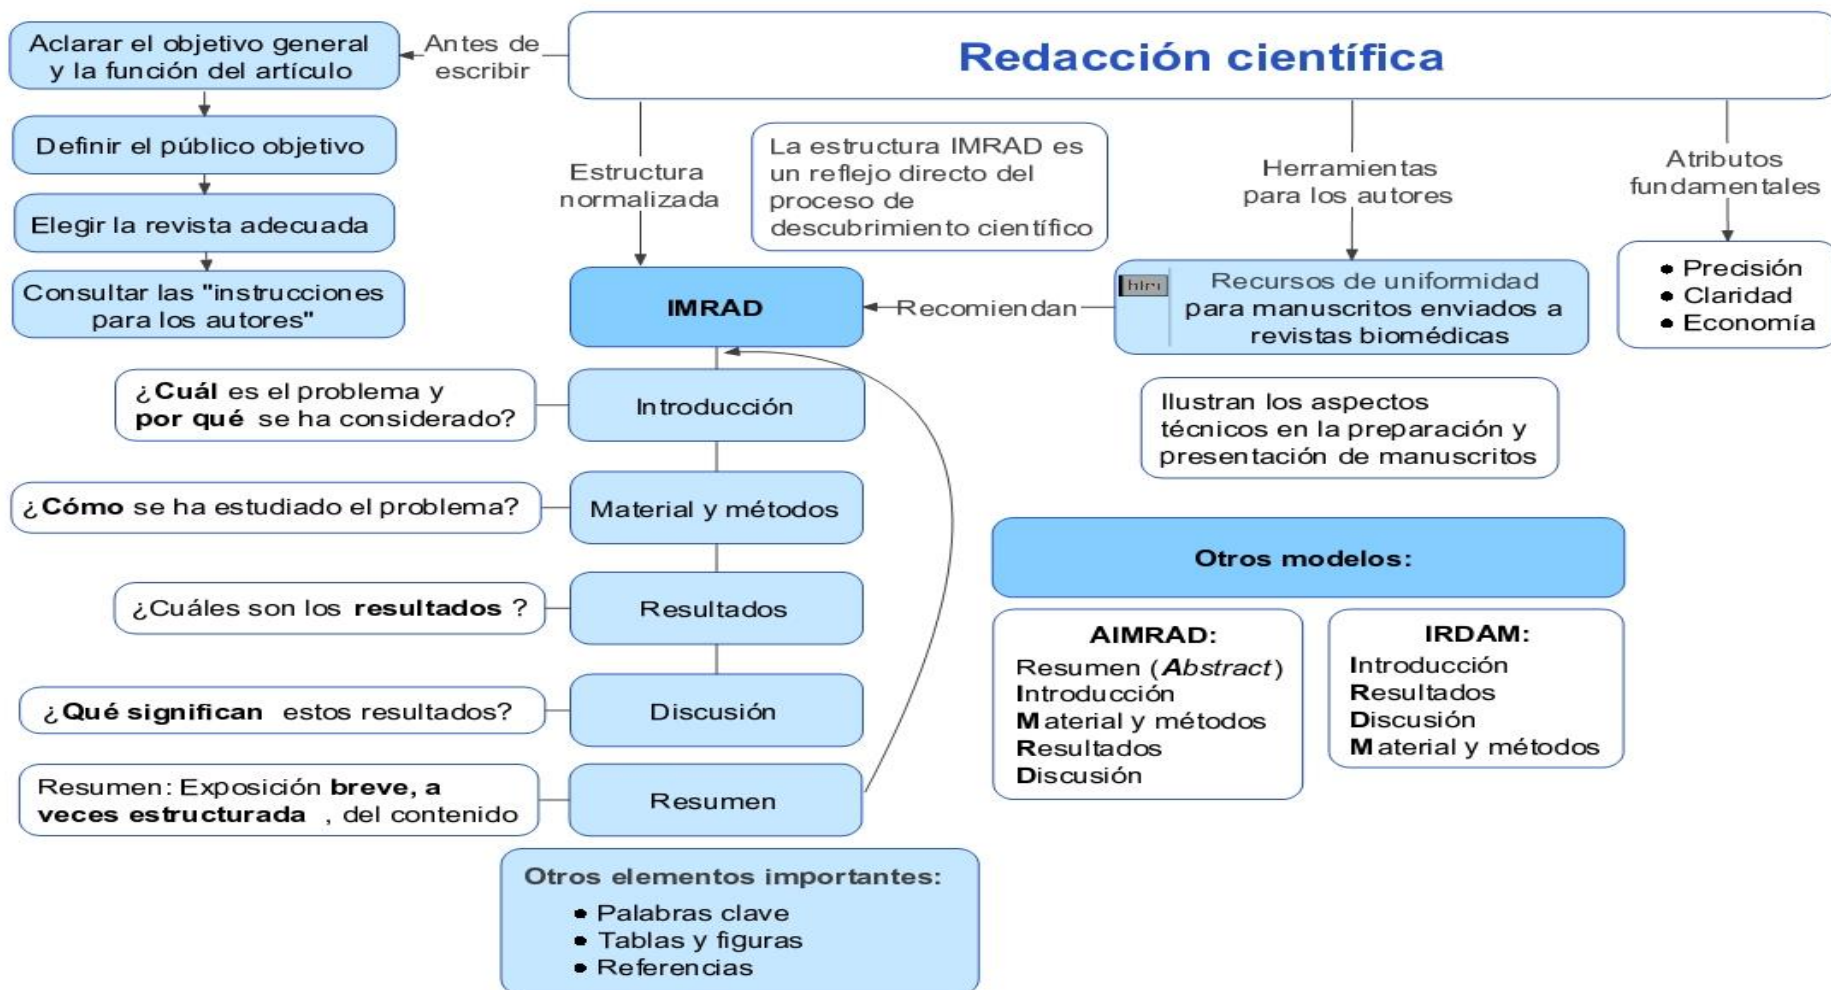 Redacción científica
Antes de
escribir
Aclarar el objetivo general
y la función del artículo
Definir el público objetivo
Elegir la revista adecuada
Consultar las "instrucciones
para los autores"
Estructura
normalizada
La estructura IMRAD es
un reflejo directo del
proceso de
descubrimiento científico
Herramientas
para los autores
Atributos
fundamentales
• Precisión
• Claridad
• Economía
IMRAD
Recomiendan
Recursos de uniformidad
para manuscritos enviados a
revistas biomédicas
Ilustran los aspectos
técnicos en la preparación y
presentación de manuscritos
¿Cuál es el problema y
por qué se ha considerado?
Introducción
¿Cómo se ha estudiado el problema?
Material y métodos
¿Cuáles son los resultados ?
Resultados
¿Qué significan estos resultados?
Discusión
Resumen: Exposición breve, a
veces estructurada , del contenido
Resumen
Otros modelos:
AIMRAD:
Resumen (Abstract)
Introducción
Material y métodos
Resultados
Discusión
IRDAM:
Introducción
Resultados
Discusión
Material y métodos
Otros elementos importantes:
• Palabras clave
• Tablas y figuras
• Referencias